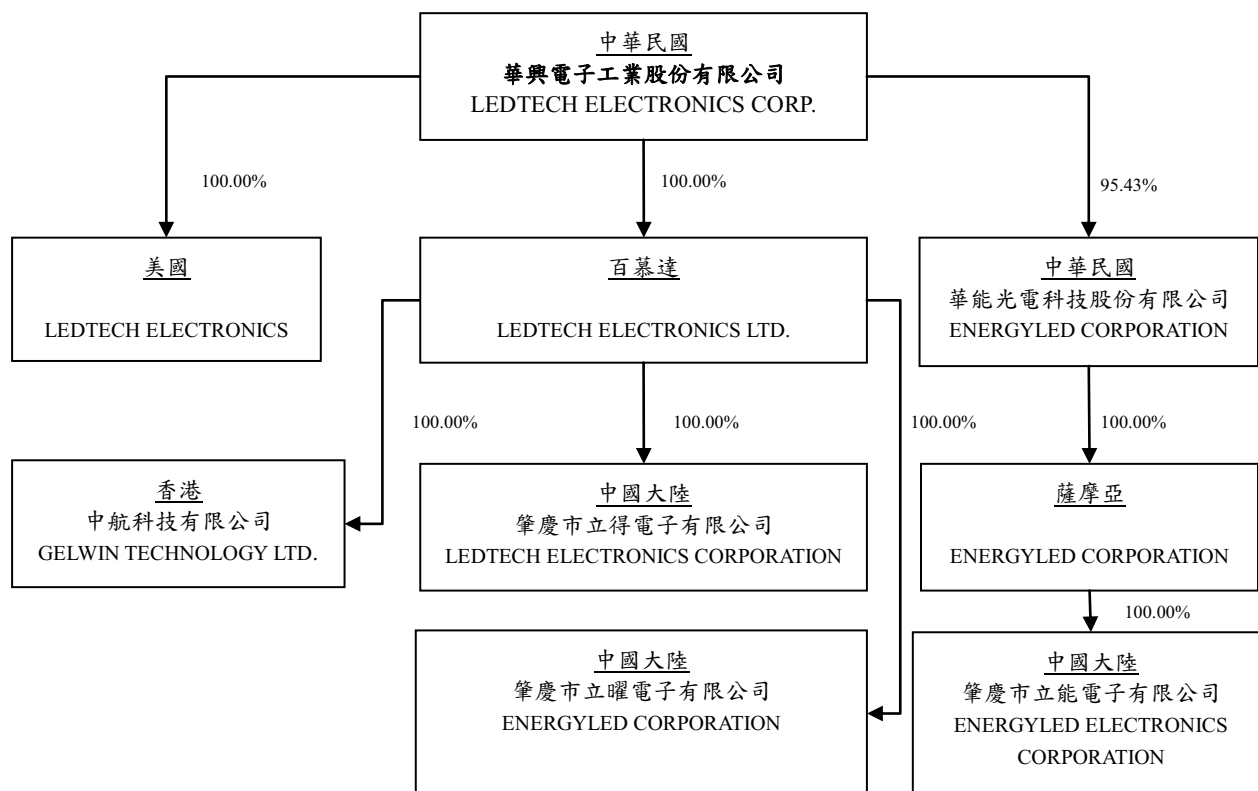 中華民國
華興電子工業股份有限公司
LEDTECH ELECTRONICS CORP.
100.00%
100.00%
95.43%
美國
LEDTECH ELECTRONICS
百慕達
LEDTECH ELECTRONICS LTD.
中華民國
華能光電科技股份有限公司
ENERGYLED CORPORATION
100.00%
100.00%
100.00%
100.00%
香港
中航科技有限公司
GELWIN TECHNOLOGY LTD.
中國大陸
肇慶市立得電子有限公司
LEDTECH ELECTRONICS CORPORATION
薩摩亞
ENERGYLED CORPORATION
100.00%
中國大陸
肇慶市立曜電子有限公司
ENERGYLED CORPORATION
中國大陸
肇慶市立能電子有限公司
ENERGYLED ELECTRONICS
CORPORATION